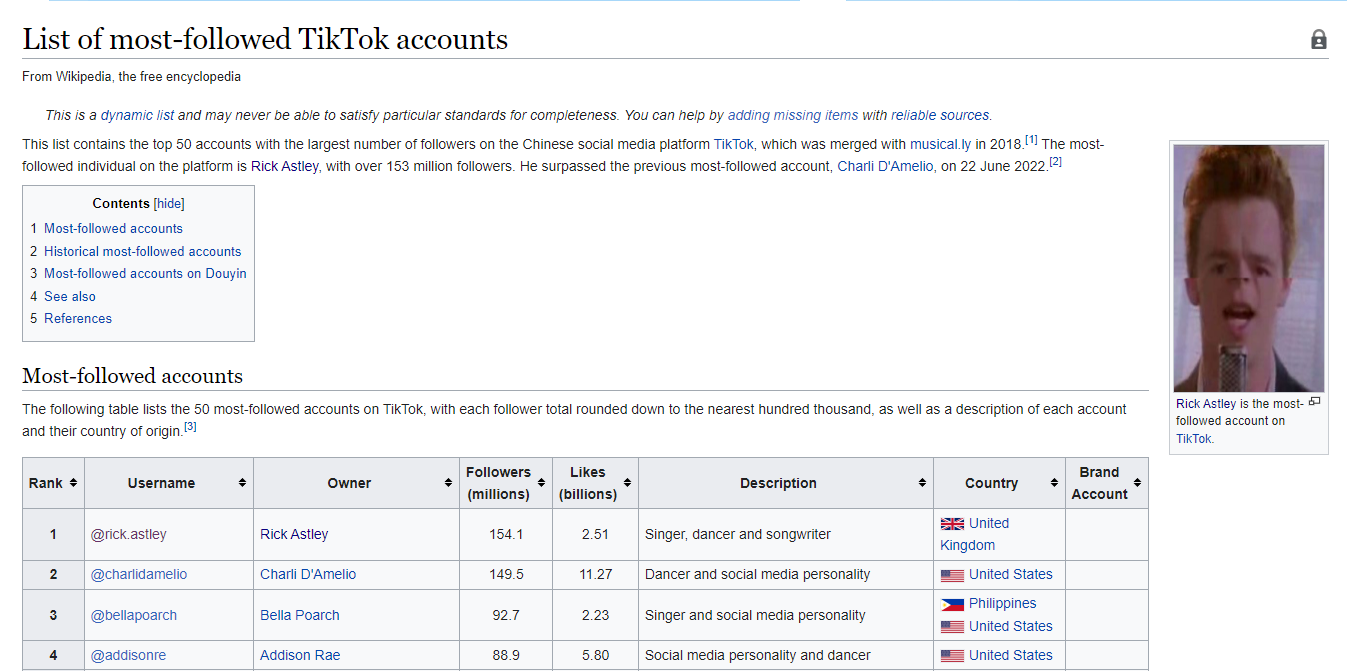 List of most-followed TikTok accounts
From Wikipedia, the free encyclopedia
This is a dynamic list and may never be able to satisfy particular standards for completeness. You can help by adding missing items with reliable sources.
This list contains the top 50 accounts with the largest number of followers on the Chinese social media platform TikTok, which was merged with musical.ly in 2018.[1] The most-
followed individual on the platform is Rick Astley, with over 153 million followers. He surpassed the previous most-followed account, Charli D'Amelio, on 22 June 2022.[2]
Contents [hide]
1 Most-followed accounts
2 Historical most-followed accounts
3 Most-followed accounts on Douyin
4 See also
5 References
Rick Astley is the most-
followed account on
TikTok.
Most-followed accounts
The following table lists the 50 most-followed accounts on TikTok, with each follower total rounded down to the nearest hundred thousand, as well as a description of each account
and their country of origin.[3]
Rank Username Owner Followers (millions) Likes (billions) Description Country Brand Account
1 @rick.astley Rick Astley 154.1 2.51 Singer, dancer and songwriter United Kingdom
2 @charlidamelio Charli D'Amelio 149.5 11.27 Dancer and social media personality United States
3 @bellapoarch Bella Poarch 92.7 2.23 Singer and social media personality Philippines United States
4 @addisonre Addison Rae 88.9 5.80 Social media personality and dancer United States